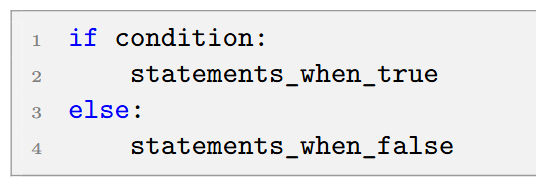 1 if condition:
2     statements_when_true
3 else:
4     statements_when_false